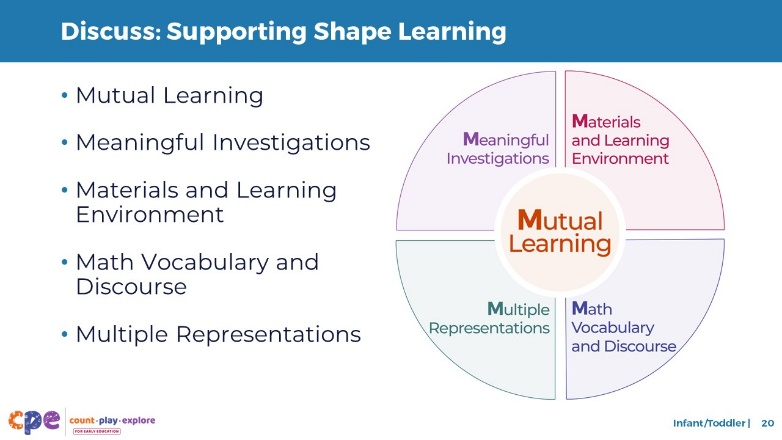 Discuss: Supporting Shape Learning
• Mutual Learning
• Meaningful Investigations
• Materials and Learning
Environment
• Math Vocabulary and
Discourse
• Multiple Representations
Meaningful
Investigations
Materials
and Learning
Environment
Mutual
Learning
Multiple
Representations
Math
Vocabulary
and Discourse
cpe
count·play·explore
FOR EARLY EDUCATION
Infant/Toddler | 20